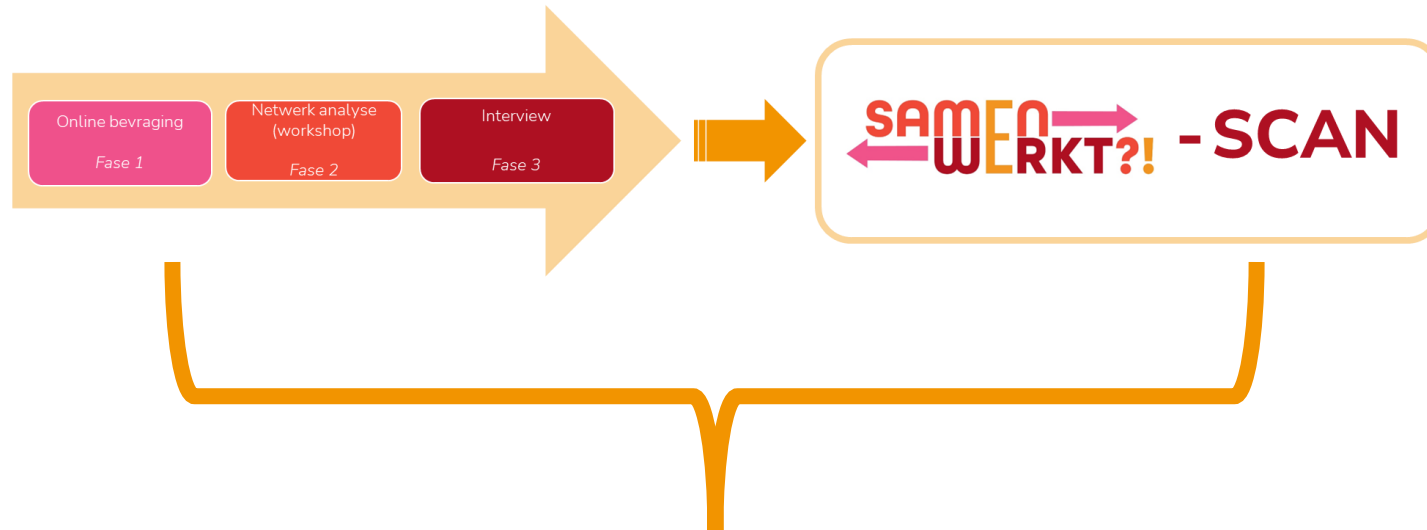 Online bevraging
Fase 1
Netwerk analyse
(workshop)
Fase 2
Interview
Fase 3
SAMEN
WERKT?!
- SCAN